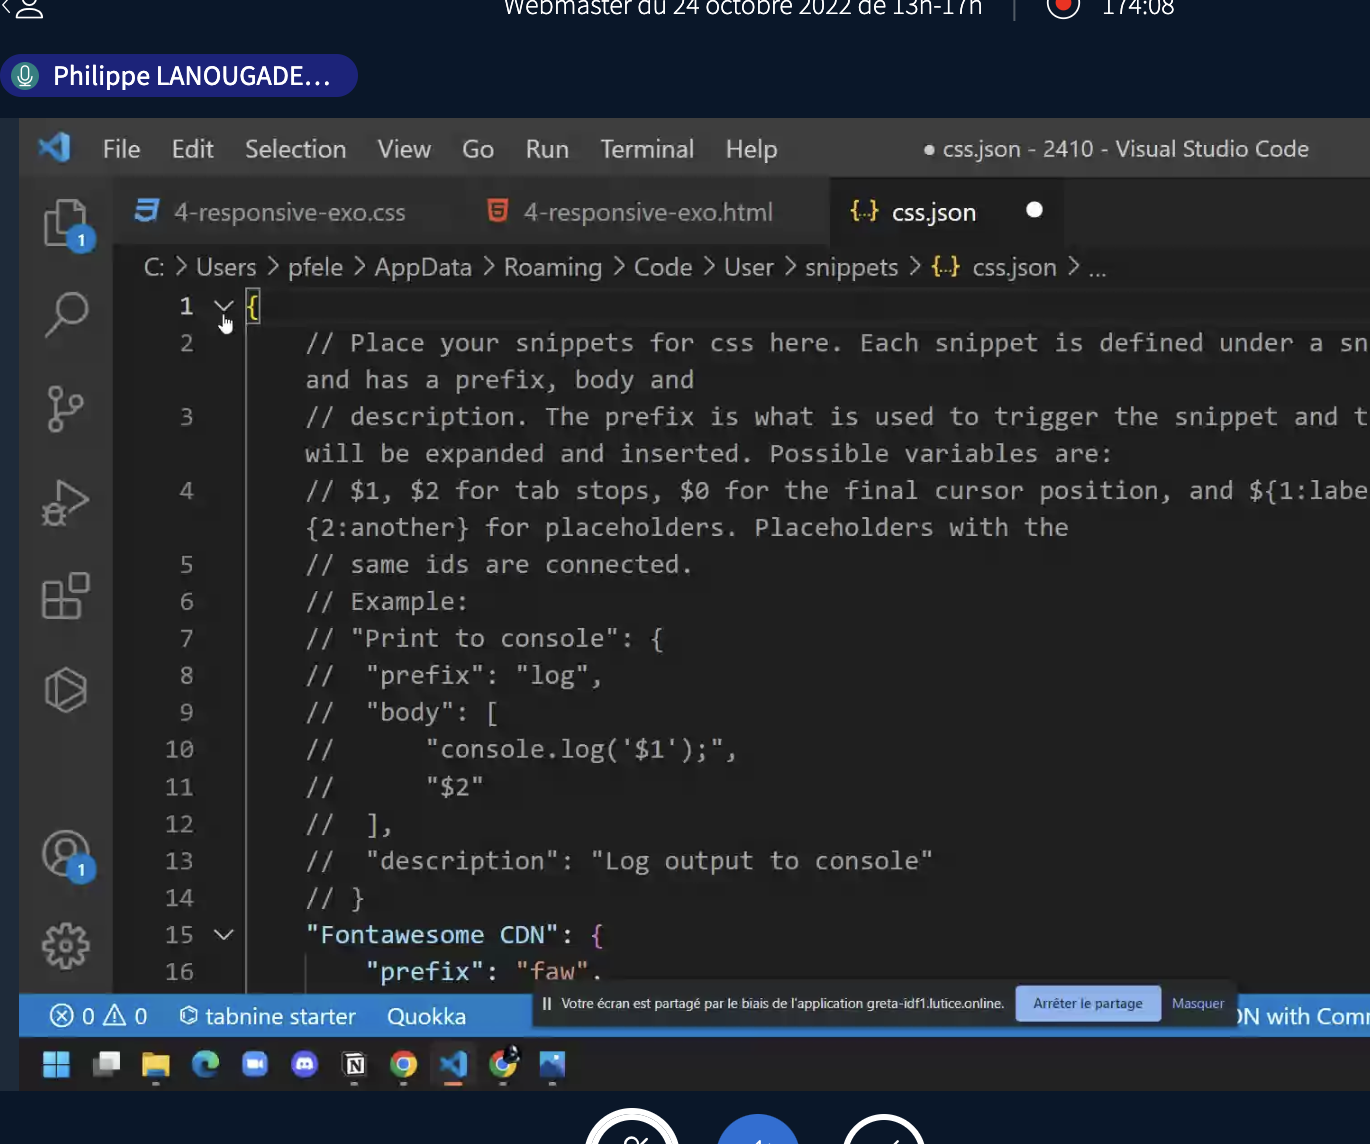 Webmaster du 24 octobre 2022 de 13h-17h | 174:08
Philippe LANOUGADE...
File Edit Selection View Go Run Terminal Help ● css.json - 2410 - Visual Studio Code
4-responsive-exo.css 4-responsive-exo.html {..} css.json
1
C: > Users > pfele > AppData > Roaming > Code > User > snippets > {..} css.json > ...
1 {
2 // Place your snippets for css here. Each snippet is defined under a sn
and has a prefix, body and
3 // description. The prefix is what is used to trigger the snippet and t
will be expanded and inserted. Possible variables are:
4 // $1, $2 for tab stops, $0 for the final cursor position, and ${1:labe
{2:another} for placeholders. Placeholders with the
5 // same ids are connected.
6 // Example:
7 // "Print to console": {
8 // "prefix": "log",
9 // "body": [
10 // "console.log('$1');",
11 // "$2"
12 // ],
13 // "description": "Log output to console"
1
14 // }
15 "Fontawesome CDN": {
16 "prefix": "faw",
0 0 tabnine starter Quokka
Votre écran est partagé par le biais de l'application greta-idf1.lutice.online. Arrêter le partage Masquer
ON with Comm